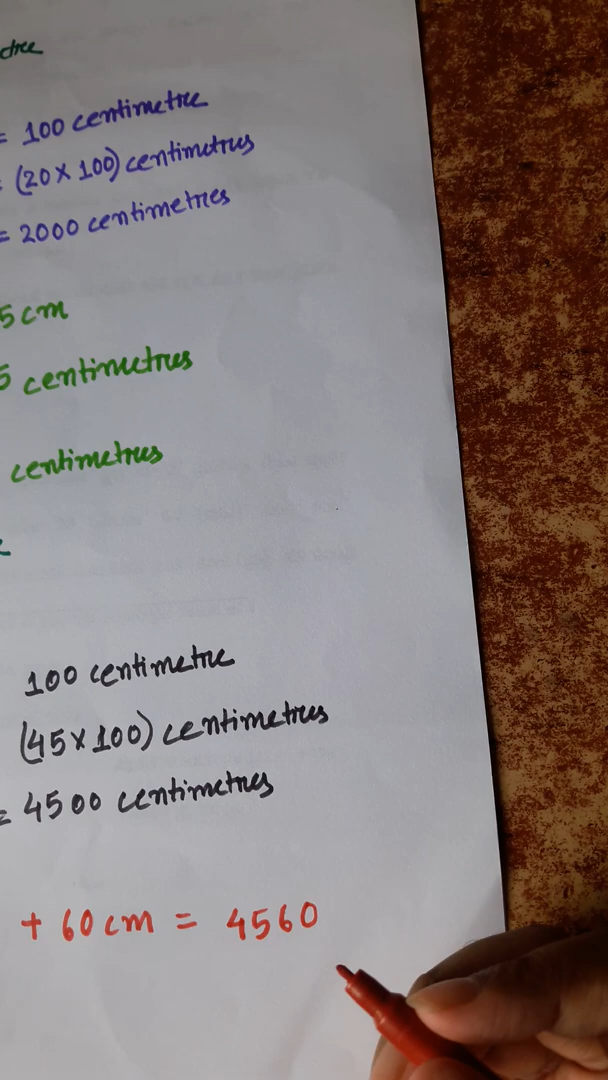 = 100 centimetre
= (20 × 100) centimetres
= 2000 centimetres
5 cm
5 centimetres
centimetres
100 centimetre
(45 × 100) centimetres
= 4500 centimetres
+ 60 cm = 4560